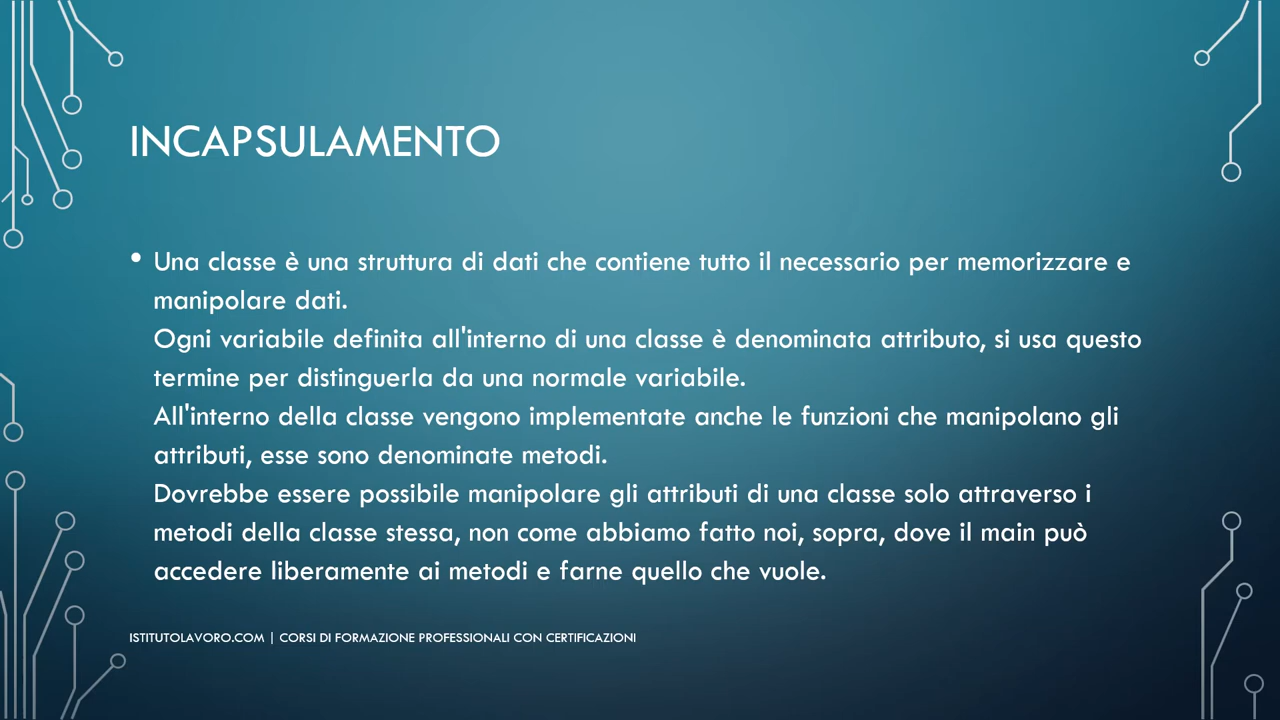 INCAPSULAMENTO
• Una classe è una struttura di dati che contiene tutto il necessario per memorizzare e
manipolare dati.
Ogni variabile definita all'interno di una classe è denominata attributo, si usa questo
termine per distinguerla da una normale variabile.
All'interno della classe vengono implementate anche le funzioni che manipolano gli
attributi, esse sono denominate metodi.
Dovrebbe essere possibile manipolare gli attributi di una classe solo attraverso i
metodi della classe stessa, non come abbiamo fatto noi, sopra, dove il main può
accedere liberamente ai metodi e farne quello che vuole.
ISTITUTOLAVORO.COM | CORSI DI FORMAZIONE PROFESSIONALI CON CERTIFICAZIONI